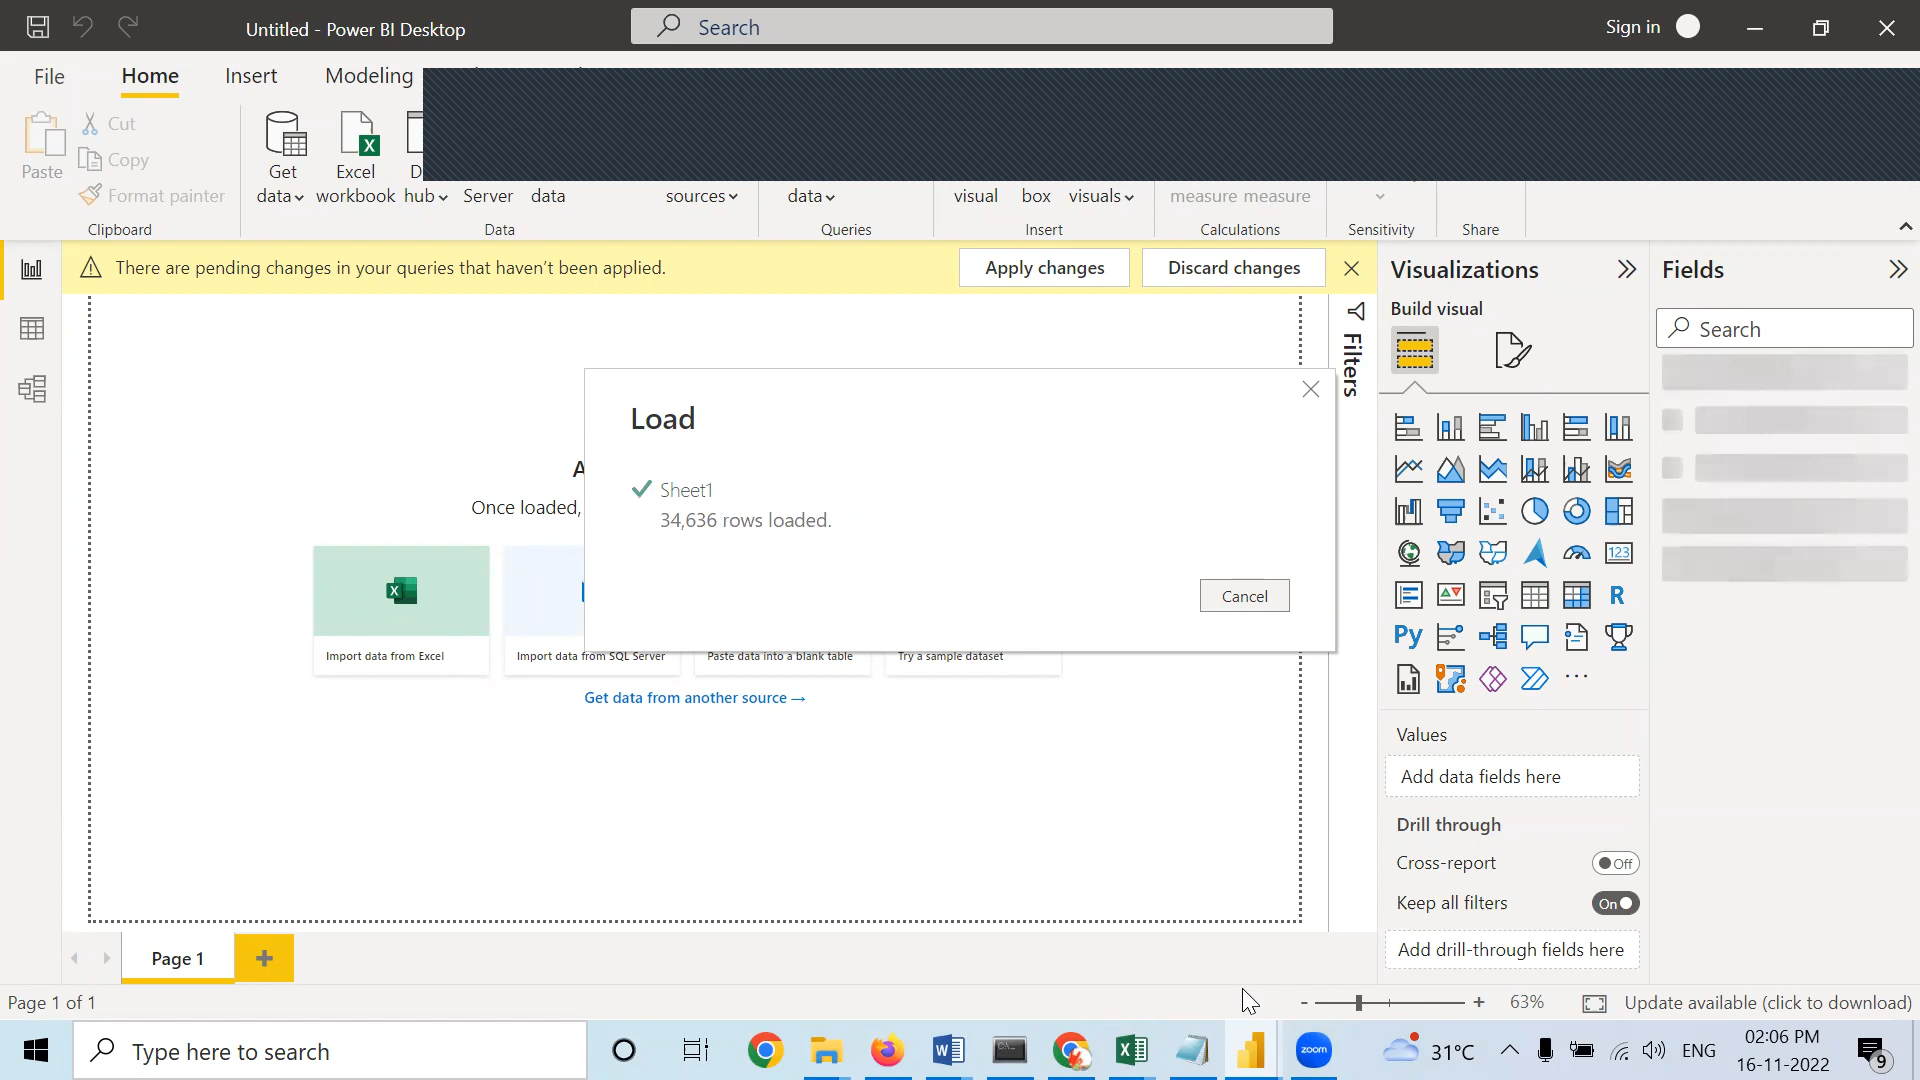 Untitled - Power BI Desktop
Search
Sign in
File
Home
Insert
Modeling
Paste
Cut
Copy
Format painter
Clipboard
Get
data
Excel
workbook
hub
Server
data
sources
Data
data
Queries
visual
box
visuals
Insert
measure measure
Calculations
Sensitivity
Share
There are pending changes in your queries that haven't been applied.
Apply changes
Discard changes
Filters
Visualizations
Build visual
Fields
Search
Load
Sheet1
34,636 rows loaded.
Cancel
Once loaded,
Import data from Excel
Import data from SQL Server
Paste data into a blank table
Try a sample dataset
Get data from another source →
123
R
Py
...
Values
Add data fields here
Drill through
Cross-report
Off
Keep all filters
On
Add drill-through fields here
Page 1
Page 1 of 1
- + 63%
Update available (click to download)
Type here to search
zoom
31°C
ENG
02:06 PM
16-11-2022
9